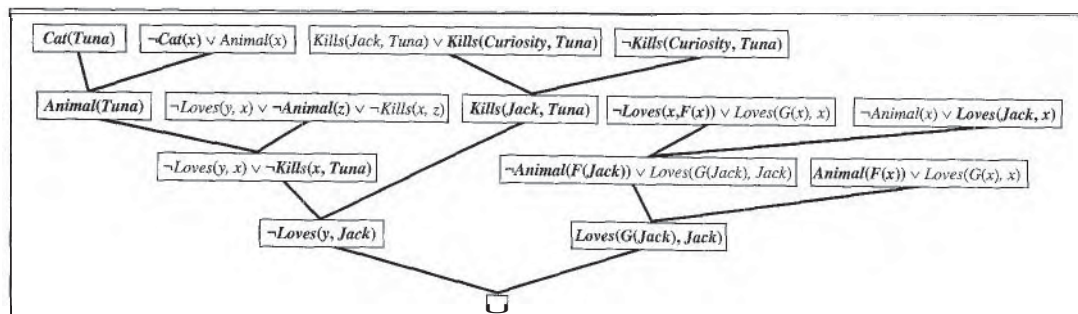 Cat(Tuna) ¬Cat(x) ∨ Animal(x) Kills(Jack, Tuna) ∨ Kills(Curiosity, Tuna) ¬Kills(Curiosity, Tuna)
Animal(Tuna) ¬Loves(y, x) ∨ ¬Animal(z) ∨ ¬Kills(x, z) Kills(Jack, Tuna) ¬Loves(x,F(x)) ∨ Loves(G(x), x) ¬Animal(x) ∨ Loves(Jack, x)
¬Loves(y, x) ∨ ¬Kills(x, Tuna) ¬Animal(F(Jack)) ∨ Loves(G(Jack), Jack) Animal(F(x)) ∨ Loves(G(x), x)
¬Loves(y, Jack) Loves(G(Jack), Jack)